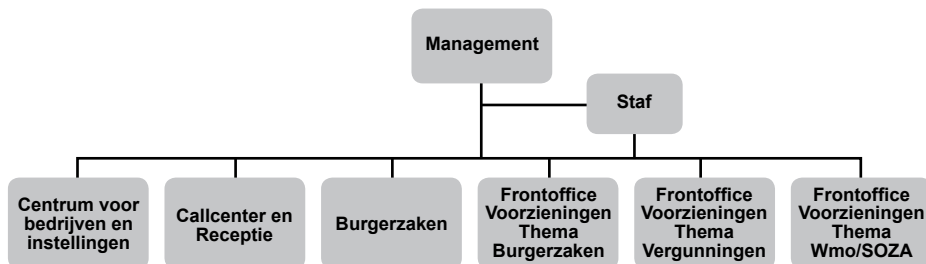 Management
Staf
Centrum voor
bedrijven en
instellingen
Callcenter en
Receptie
Burgerzaken
Frontoffice
Voorzieningen
Thema
Burgerzaken
Frontoffice
Voorzieningen
Thema
Vergunningen
Frontoffice
Voorzieningen
Thema
Wmo/SOZA